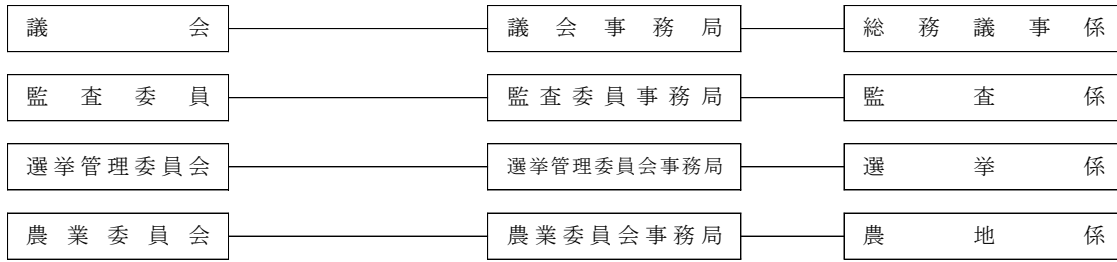 議会 議会事務局 総務議事係
監査委員 監査委員事務局 監査係
選挙管理委員会 選挙管理委員会事務局 選挙係
農業委員会 農業委員会事務局 農地係